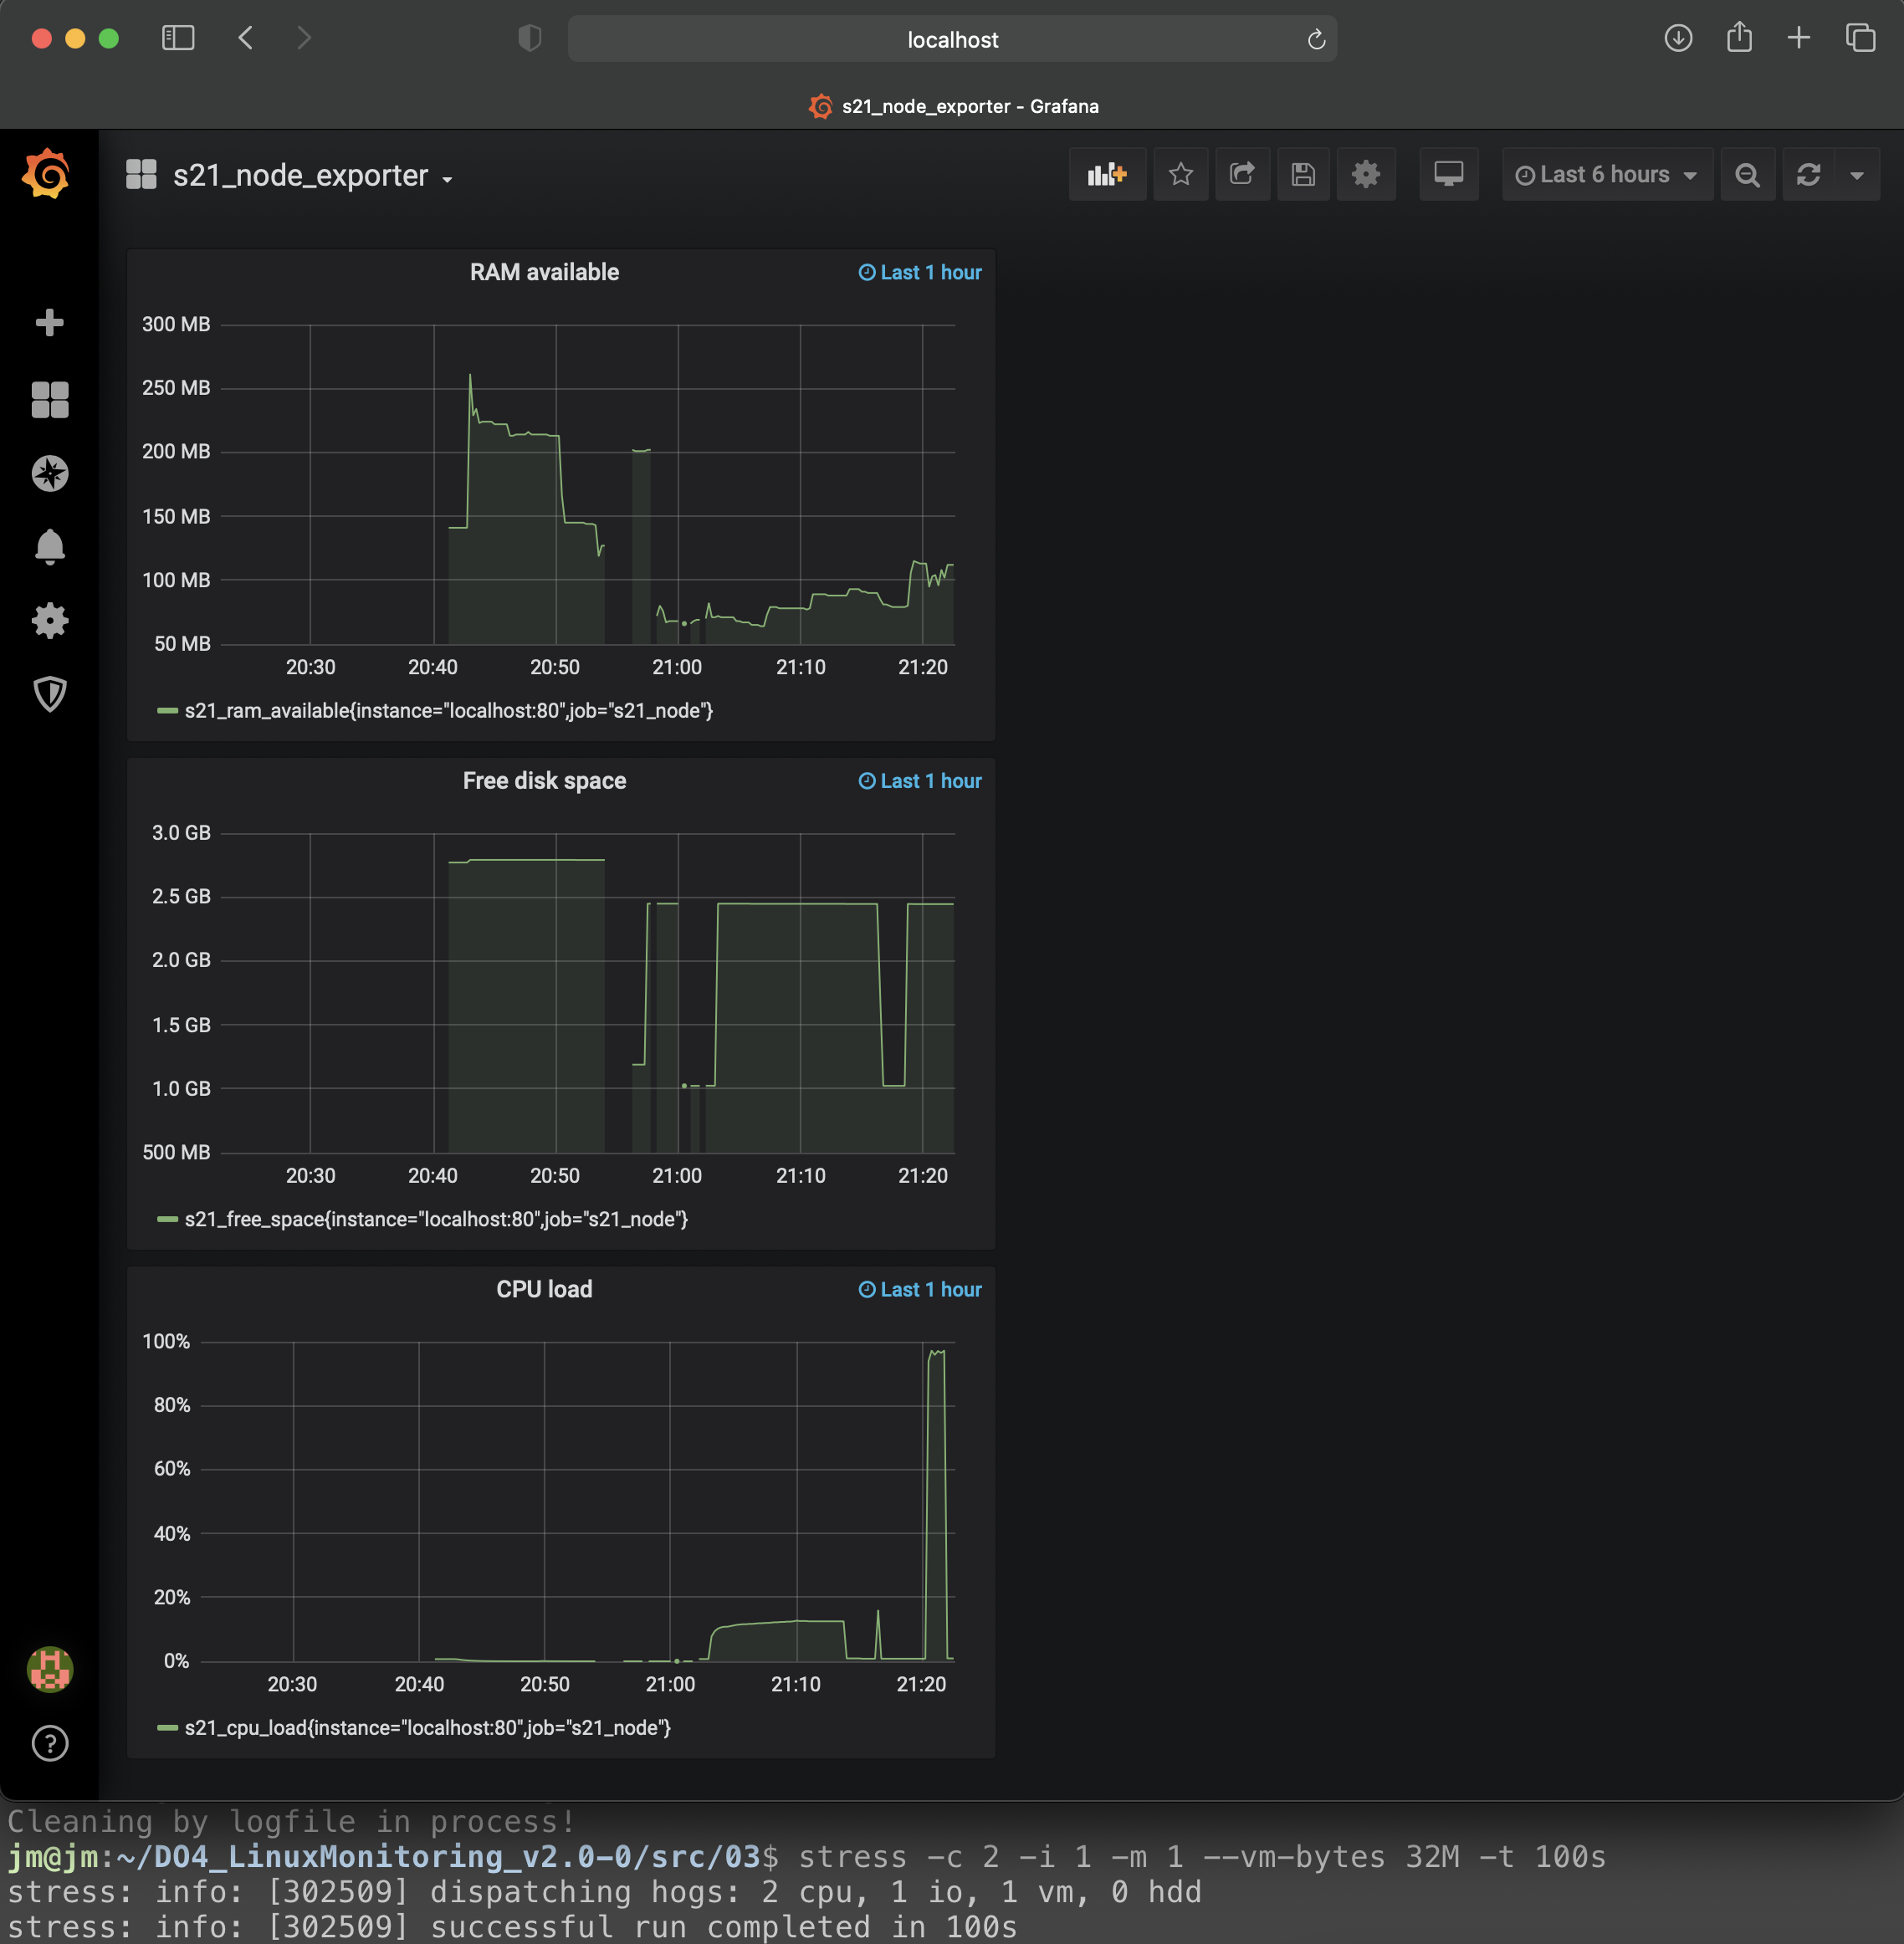 localhost
s21_node_exporter - Grafana
s21_node_exporter
Last 6 hours
RAM available
Last 1 hour
300 MB
250 MB
200 MB
150 MB
100 MB
50 MB
20:30 20:40 20:50 21:00 21:10 21:20
s21_ram_available{instance="localhost:80",job="s21_node"}
Free disk space
Last 1 hour
3.0 GB
2.5 GB
2.0 GB
1.5 GB
1.0 GB
500 MB
20:30 20:40 20:50 21:00 21:10 21:20
s21_free_space{instance="localhost:80",job="s21_node"}
CPU load
Last 1 hour
100%
80%
60%
40%
20%
0%
20:30 20:40 20:50 21:00 21:10 21:20
s21_cpu_load{instance="localhost:80",job="s21_node"}
Cleaning by logfile in process!
jm@jm:~/DO4_LinuxMonitoring_v2.0-0/src/03$ stress -c 2 -i 1 -m 1 --vm-bytes 32M -t 100s
stress: info: [302509] dispatching hogs: 2 cpu, 1 io, 1 vm, 0 hdd
stress: info: [302509] successful run completed in 100s